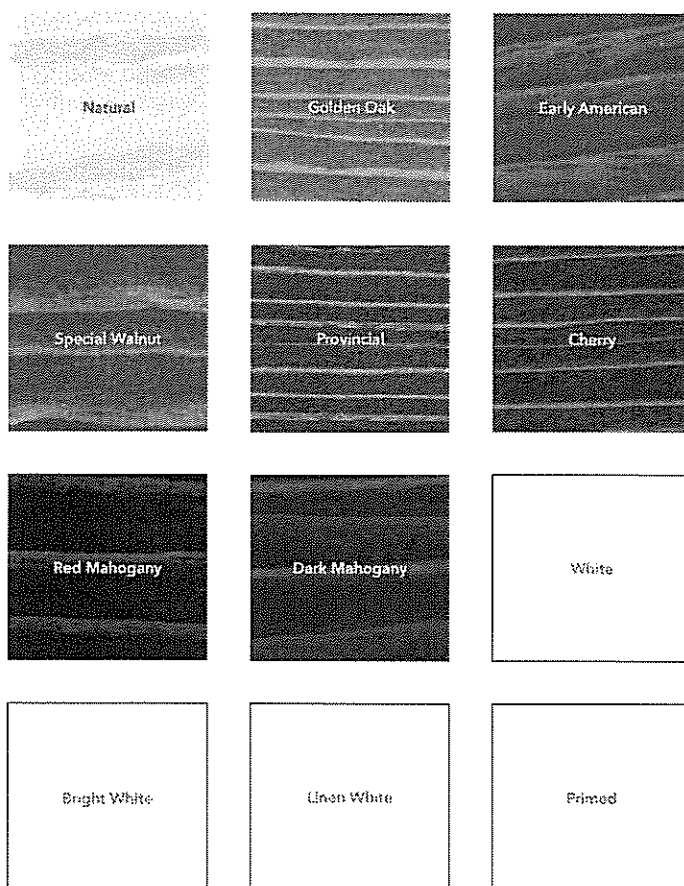 Natural
Golden Oak
Early American
Special Walnut
Provincial
Cherry
Red Mahogany
Dark Mahogany
White
Bright White
Linen White
Primed